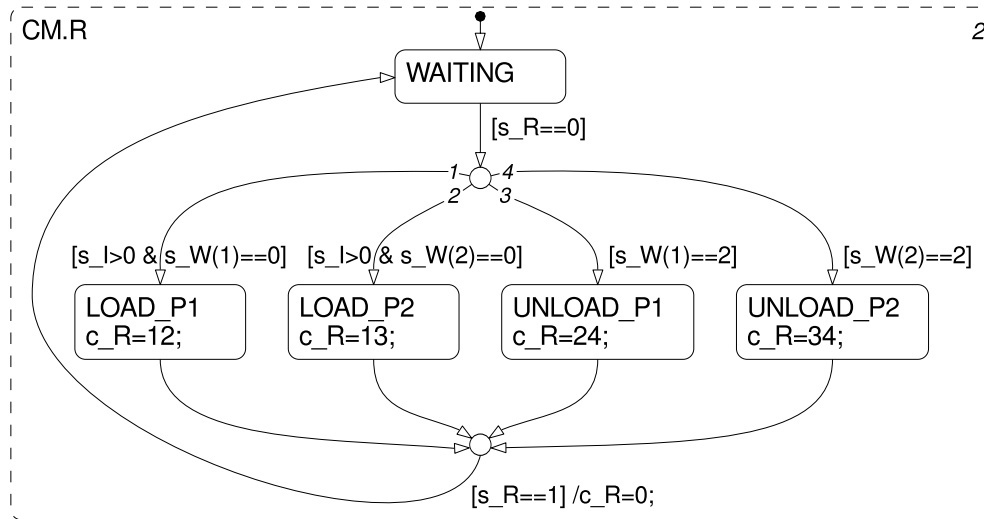 CM.R
2
WAITING
[s_R==0]
1
4
2
3
[s_I>0 & s_W(1)==0]
[s_I>0 & s_W(2)==0]
[s_W(1)==2]
[s_W(2)==2]
LOAD_P1
c_R=12;
LOAD_P2
c_R=13;
UNLOAD_P1
c_R=24;
UNLOAD_P2
c_R=34;
[s_R==1] /c_R=0;